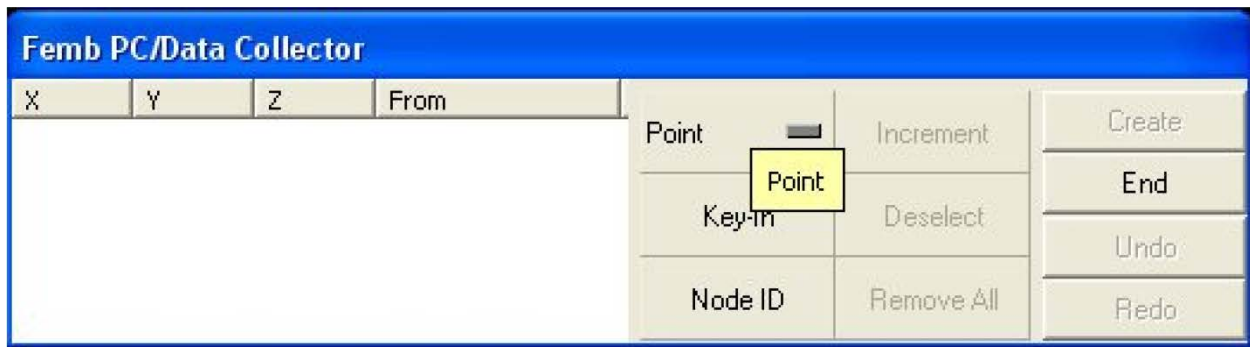 Femb PC/Data Collector
X Y Z From
Point Increment Create
Point
End
Key-In Deselect
Undo
Node ID Remove All Redo